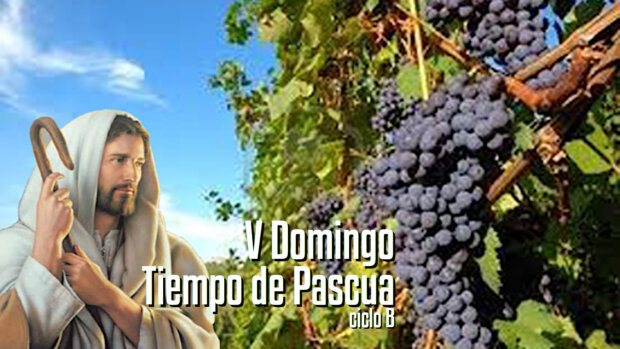 V Domingo
Tiempo de Pascua
ciclo B